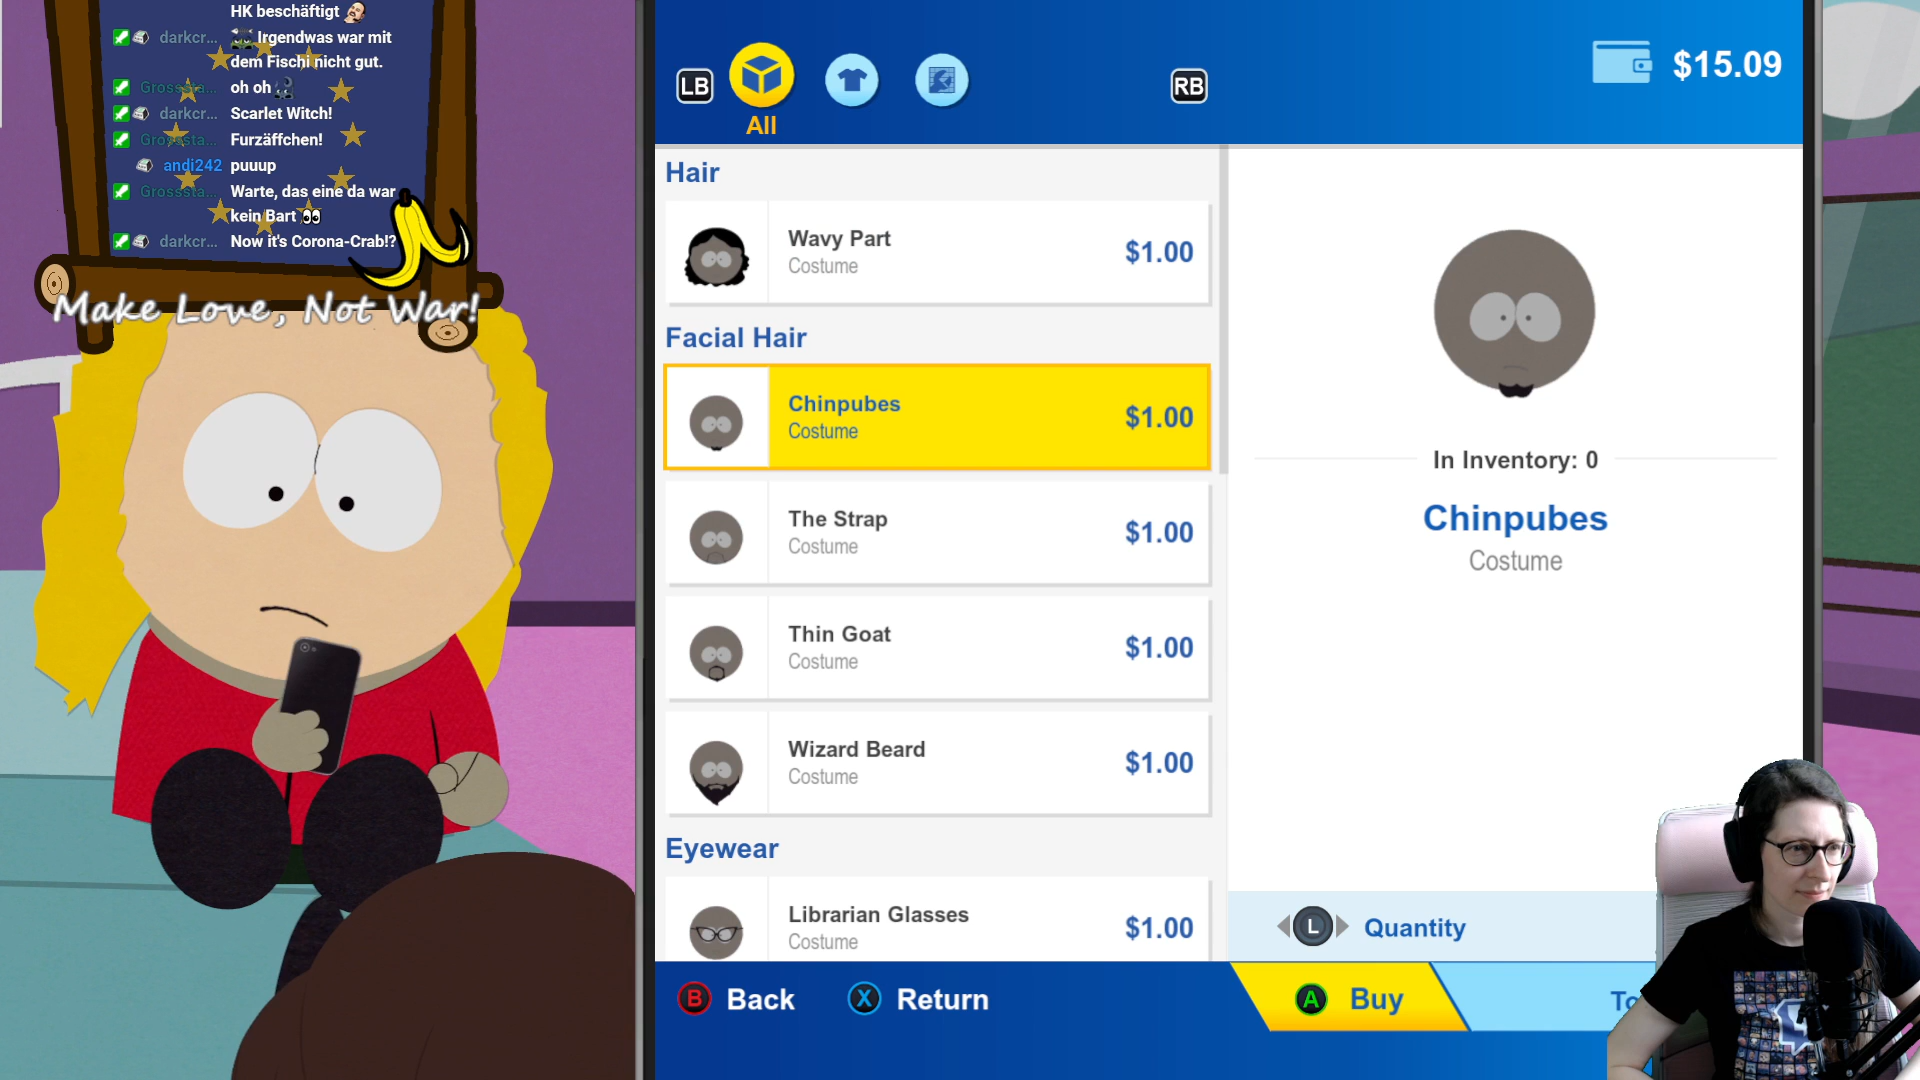 HK beschäftigt
darkcr... Irgendwas war mit
dem Fischi nicht gut.
Grosssta... oh oh
darkcr... Scarlet Witch!
Grosssta... Furzäffchen!
andi242 puuup
Grosssta... Warte, das eine da war
kein Bart
darkcr... Now it's Corona-Crab!?
Make Love, Not War!
LB
All
RB
$15.09
Hair
Wavy Part
Costume
$1.00
Facial Hair
Chinpubes
Costume
$1.00
The Strap
Costume
$1.00
Thin Goat
Costume
$1.00
Wizard Beard
Costume
$1.00
Eyewear
Librarian Glasses
Costume
$1.00
In Inventory: 0
Chinpubes
Costume
L Quantity
B Back
X Return
A Buy